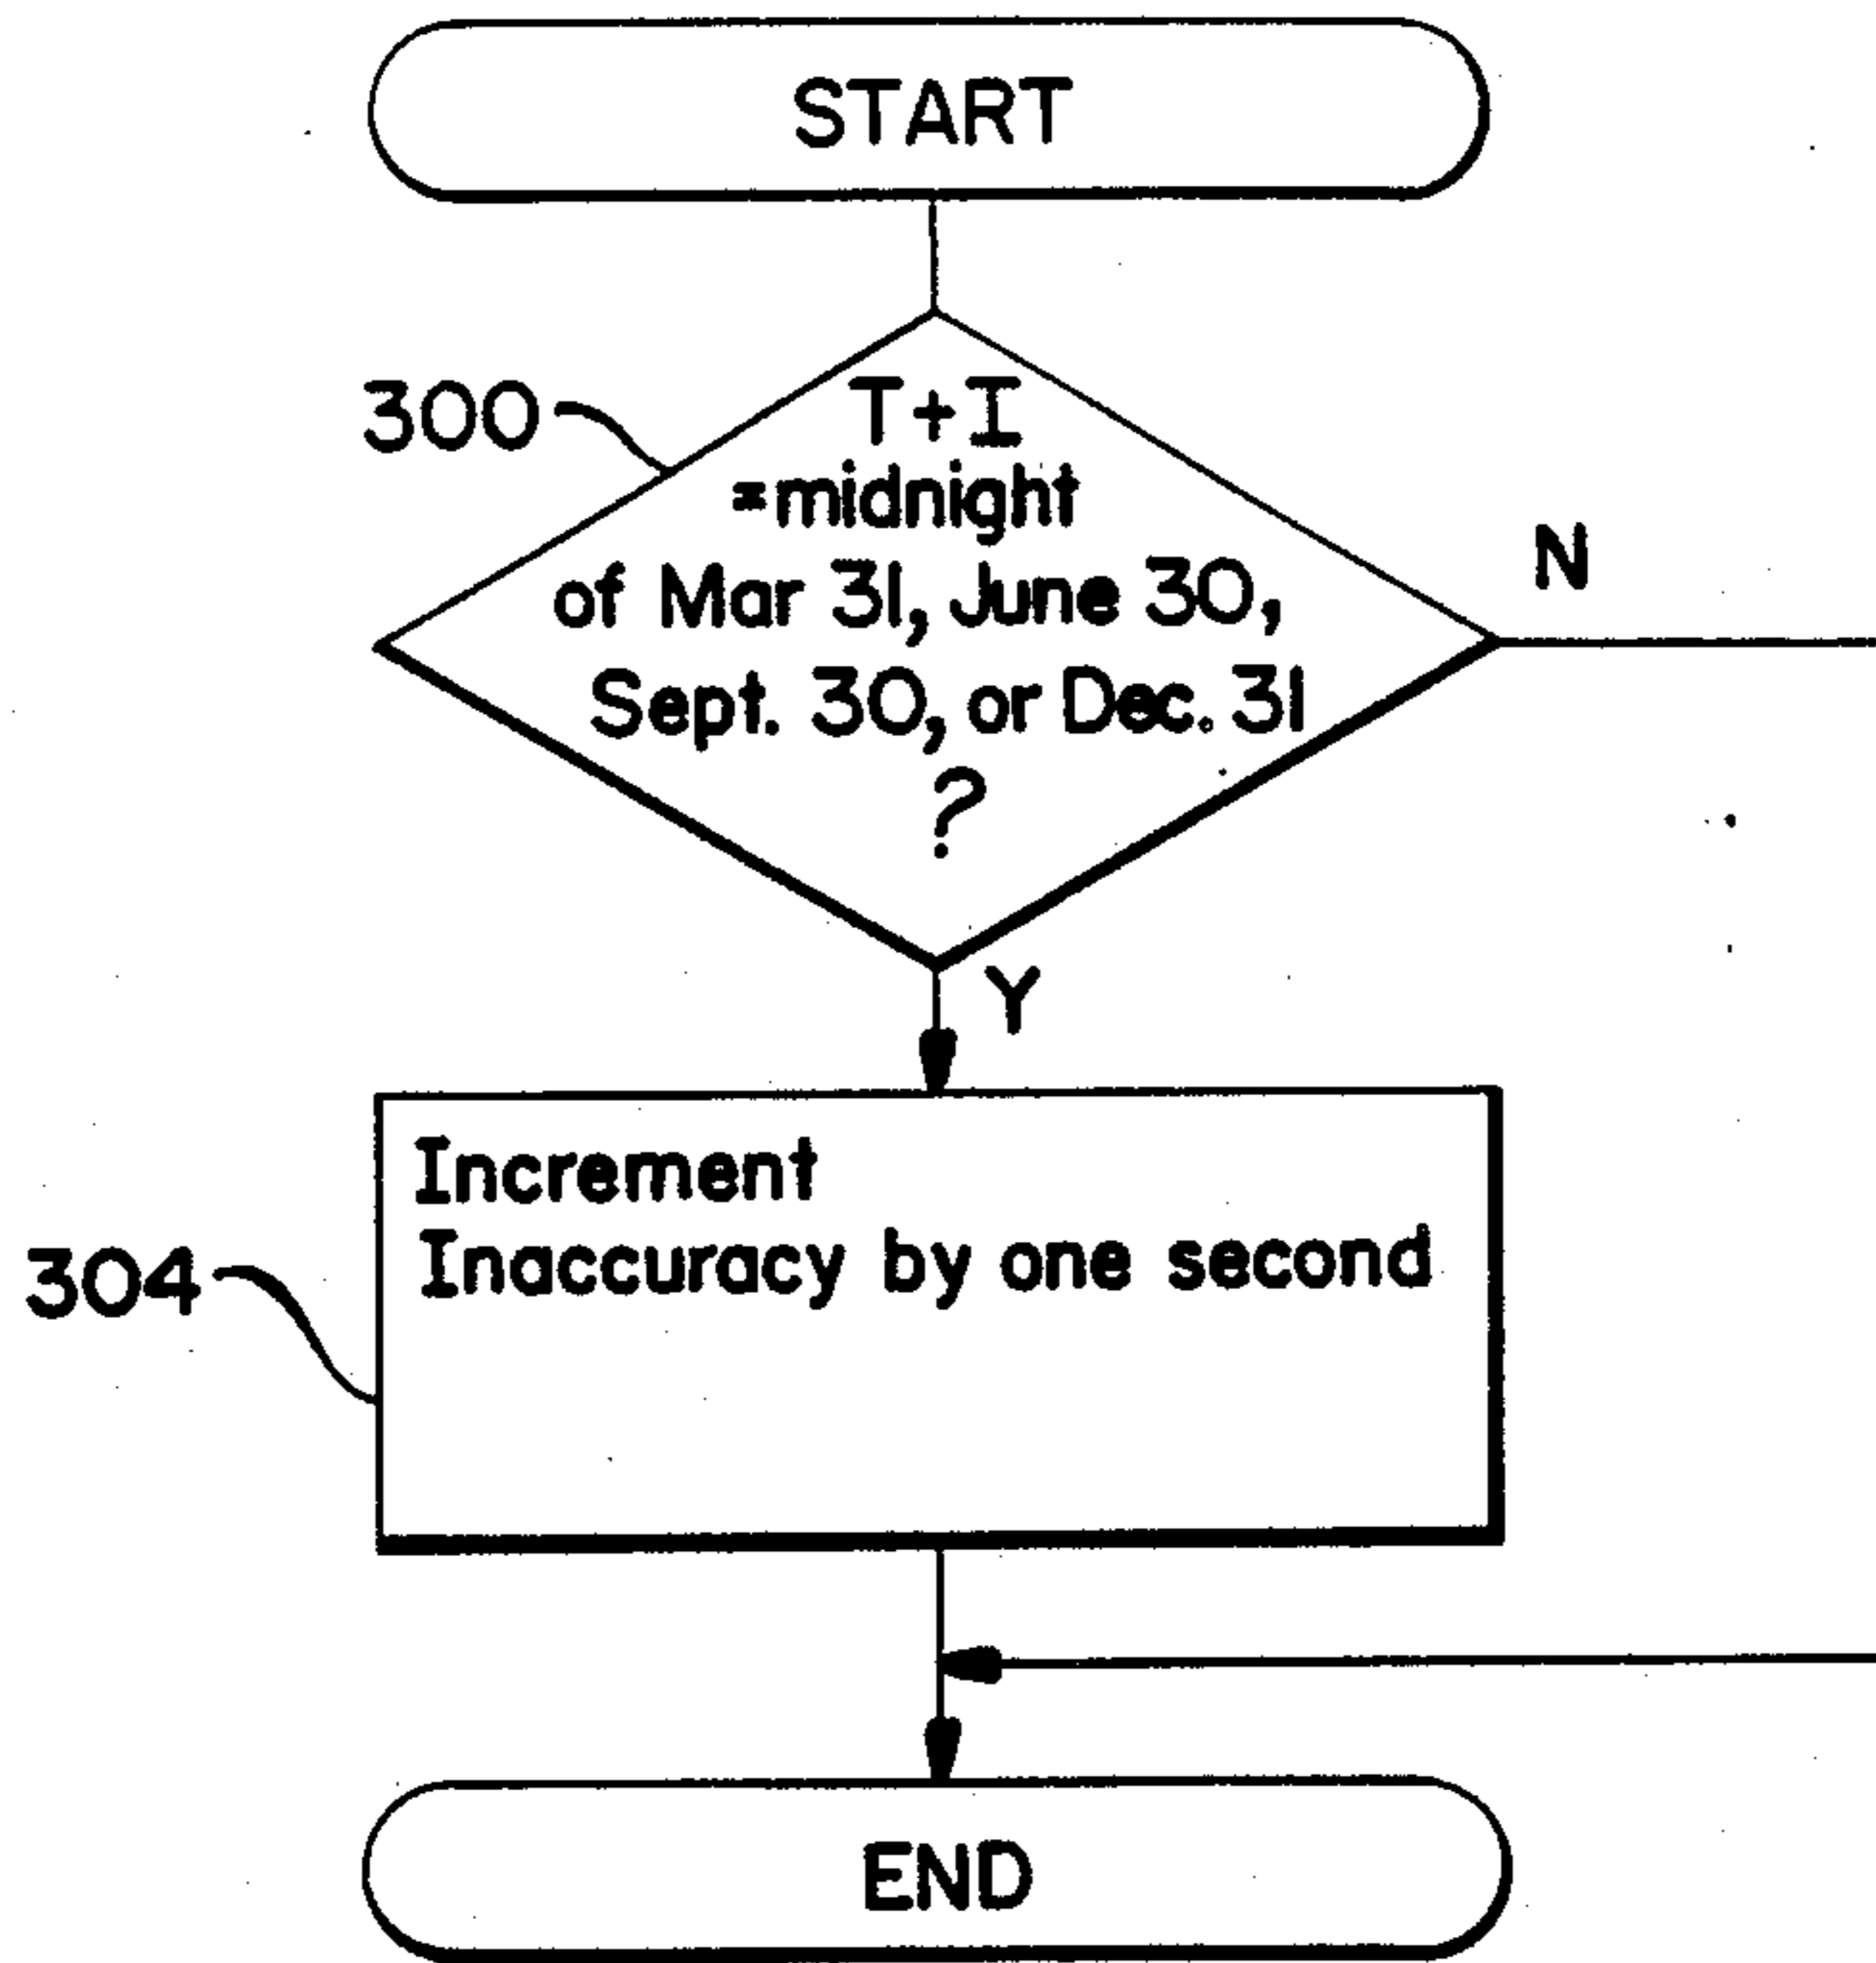 START
300
T+I
=midnight
of Mar 31, June 30,
Sept. 30, or Dec. 31
?
N
Y
Increment
Inaccuracy by one second
304
END